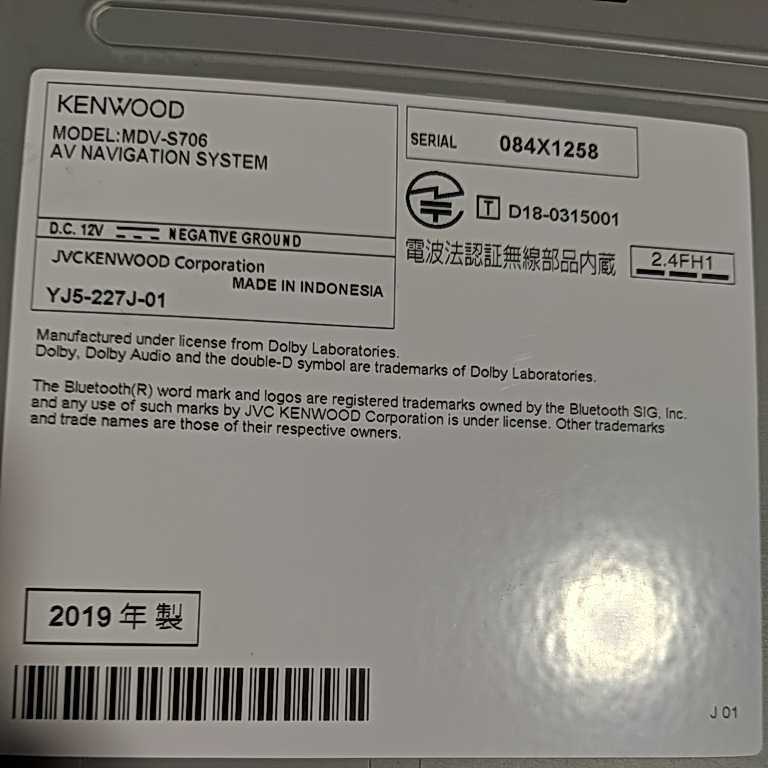 KENWOOD
MODEL:MDV-S706
AV NAVIGATION SYSTEM
D.C. 12V NEGATIVE GROUND
JVCKENWOOD Corporation
MADE IN INDONESIA
YJ5-227J-01
SERIAL 084X1258
T D18-0315001
電波法認証無線部品内蔵 2.4FH1
Manufactured under license from Dolby Laboratories.
Dolby, Dolby Audio and the double-D symbol are trademarks of Dolby Laboratories.
The Bluetooth(R) word mark and logos are registered trademarks owned by the Bluetooth SIG, Inc.
and any use of such marks by JVC KENWOOD Corporation is under license. Other trademarks
and trade names are those of their respective owners.
2019 年 製
J 01